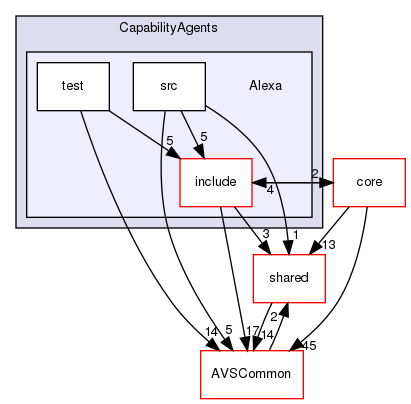 CapabilityAgents
test
src
Alexa
5
5
include
2
4
core
3
1
13
shared
2
14
5
17
14
45
AVSCommon